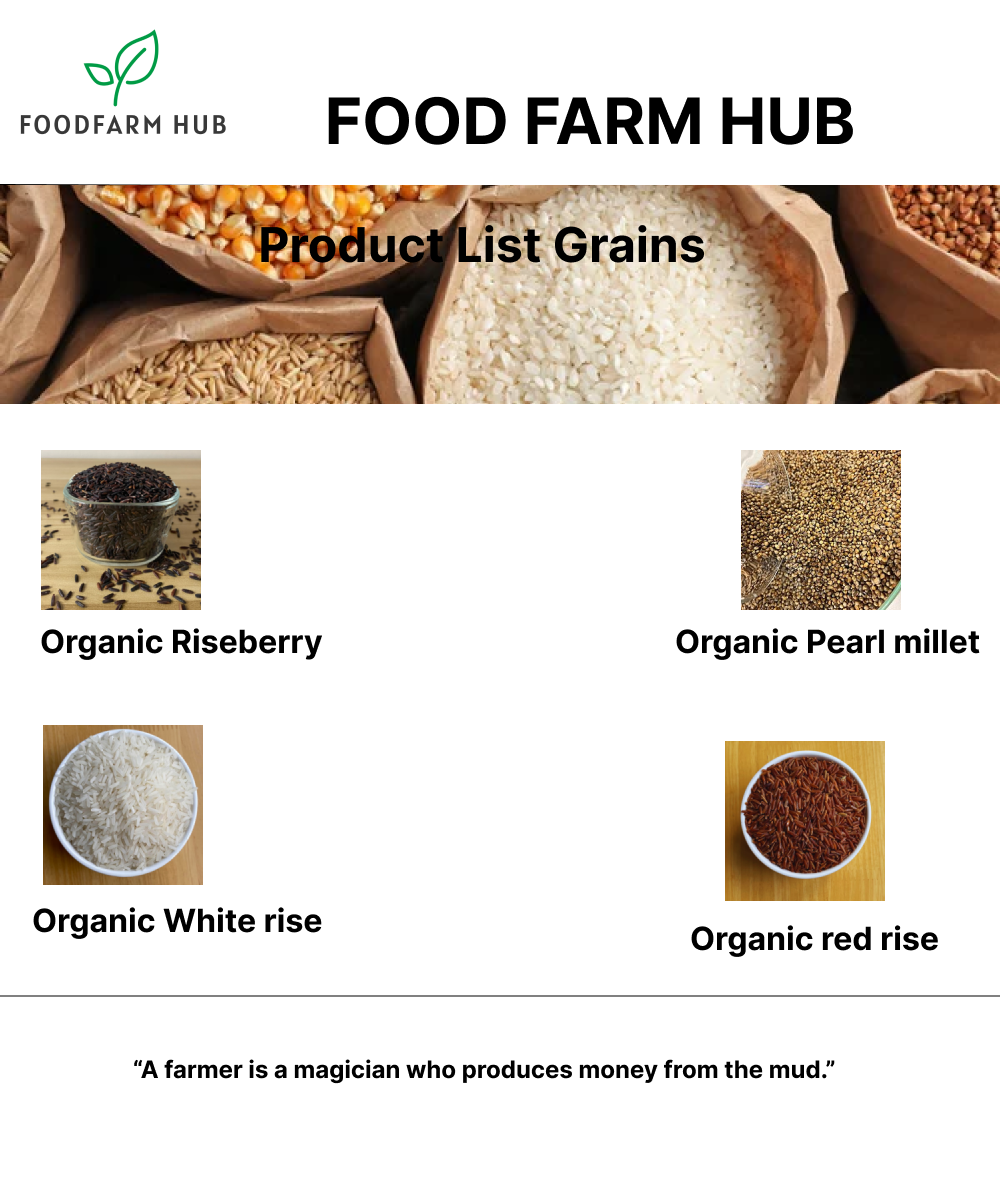 FOODFARM HUB
FOOD FARM HUB
Product List Grains
Organic Riseberry
Organic Pearl millet
Organic White rise
Organic red rise
“A farmer is a magician who produces money from the mud.”